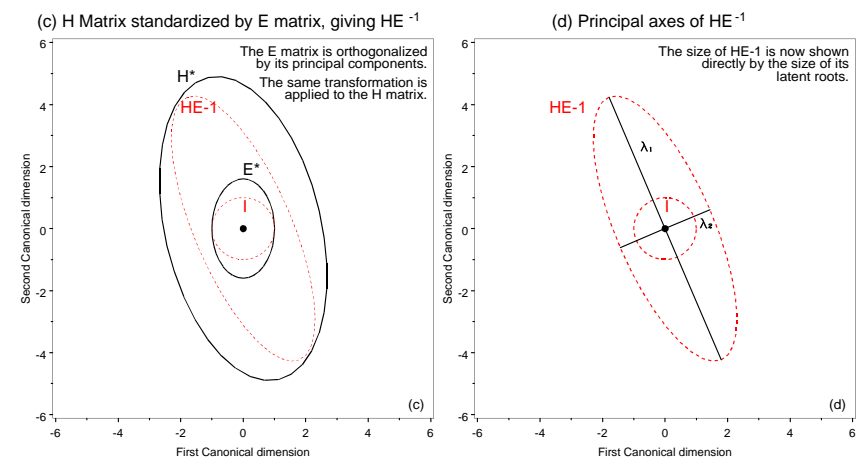 (c) H Matrix standardized by E matrix, giving HE -1
The E matrix is orthogonalized
by its principal components.
The same transformation is
applied to the H matrix.
H*
HE-1
E*
I
Second Canonical dimension
6
4
2
0
-2
-4
-6
(c)
-6 -4 -2 0 2 4 6
First Canonical dimension
(d) Principal axes of HE -1
The size of HE-1 is now shown
directly by the size of its
latent roots.
HE-1
λ₁
I
λ₂
Second Canonical dimension
6
4
2
0
-2
-4
-6
(d)
-6 -4 -2 0 2 4 6
First Canonical dimension